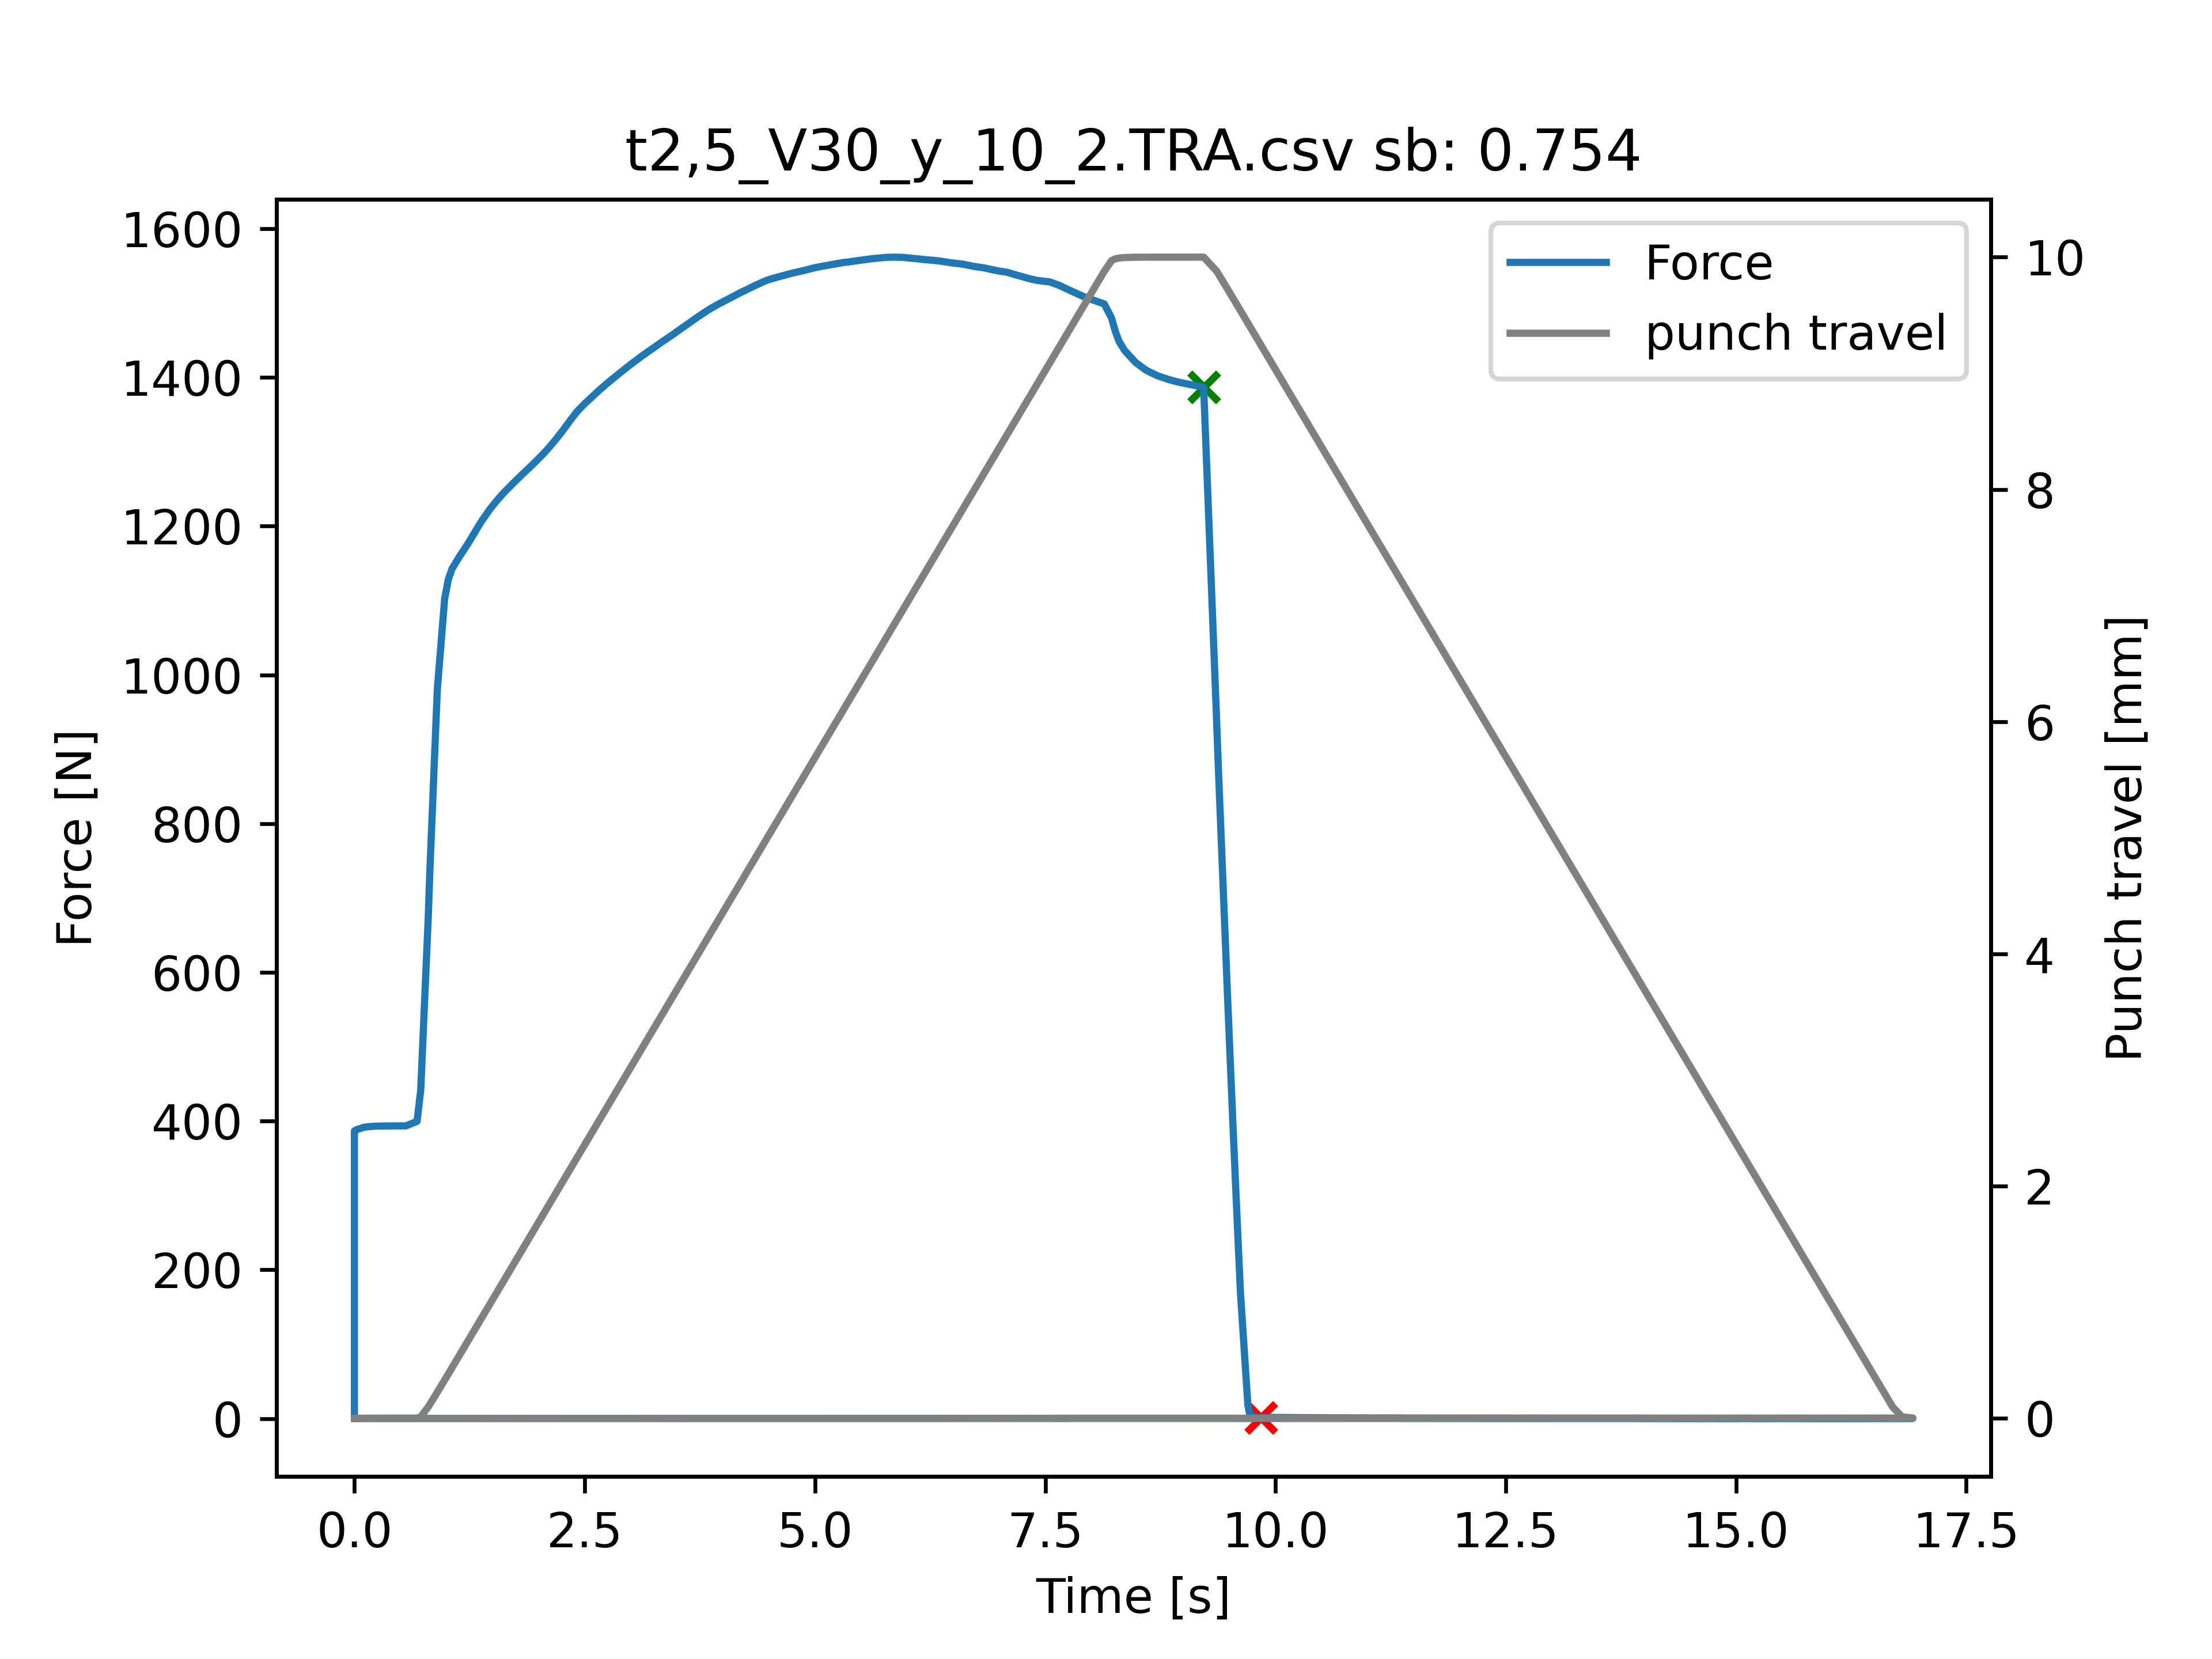 t2,5_V30_y_10_2.TRA.csv sb: 0.754
Force
punch travel
1600
1400
1200
1000
800
600
400
200
0
Force [N]
10
8
6
4
2
0
Punch travel [mm]
0.0 2.5 5.0 7.5 10.0 12.5 15.0 17.5
Time [s]